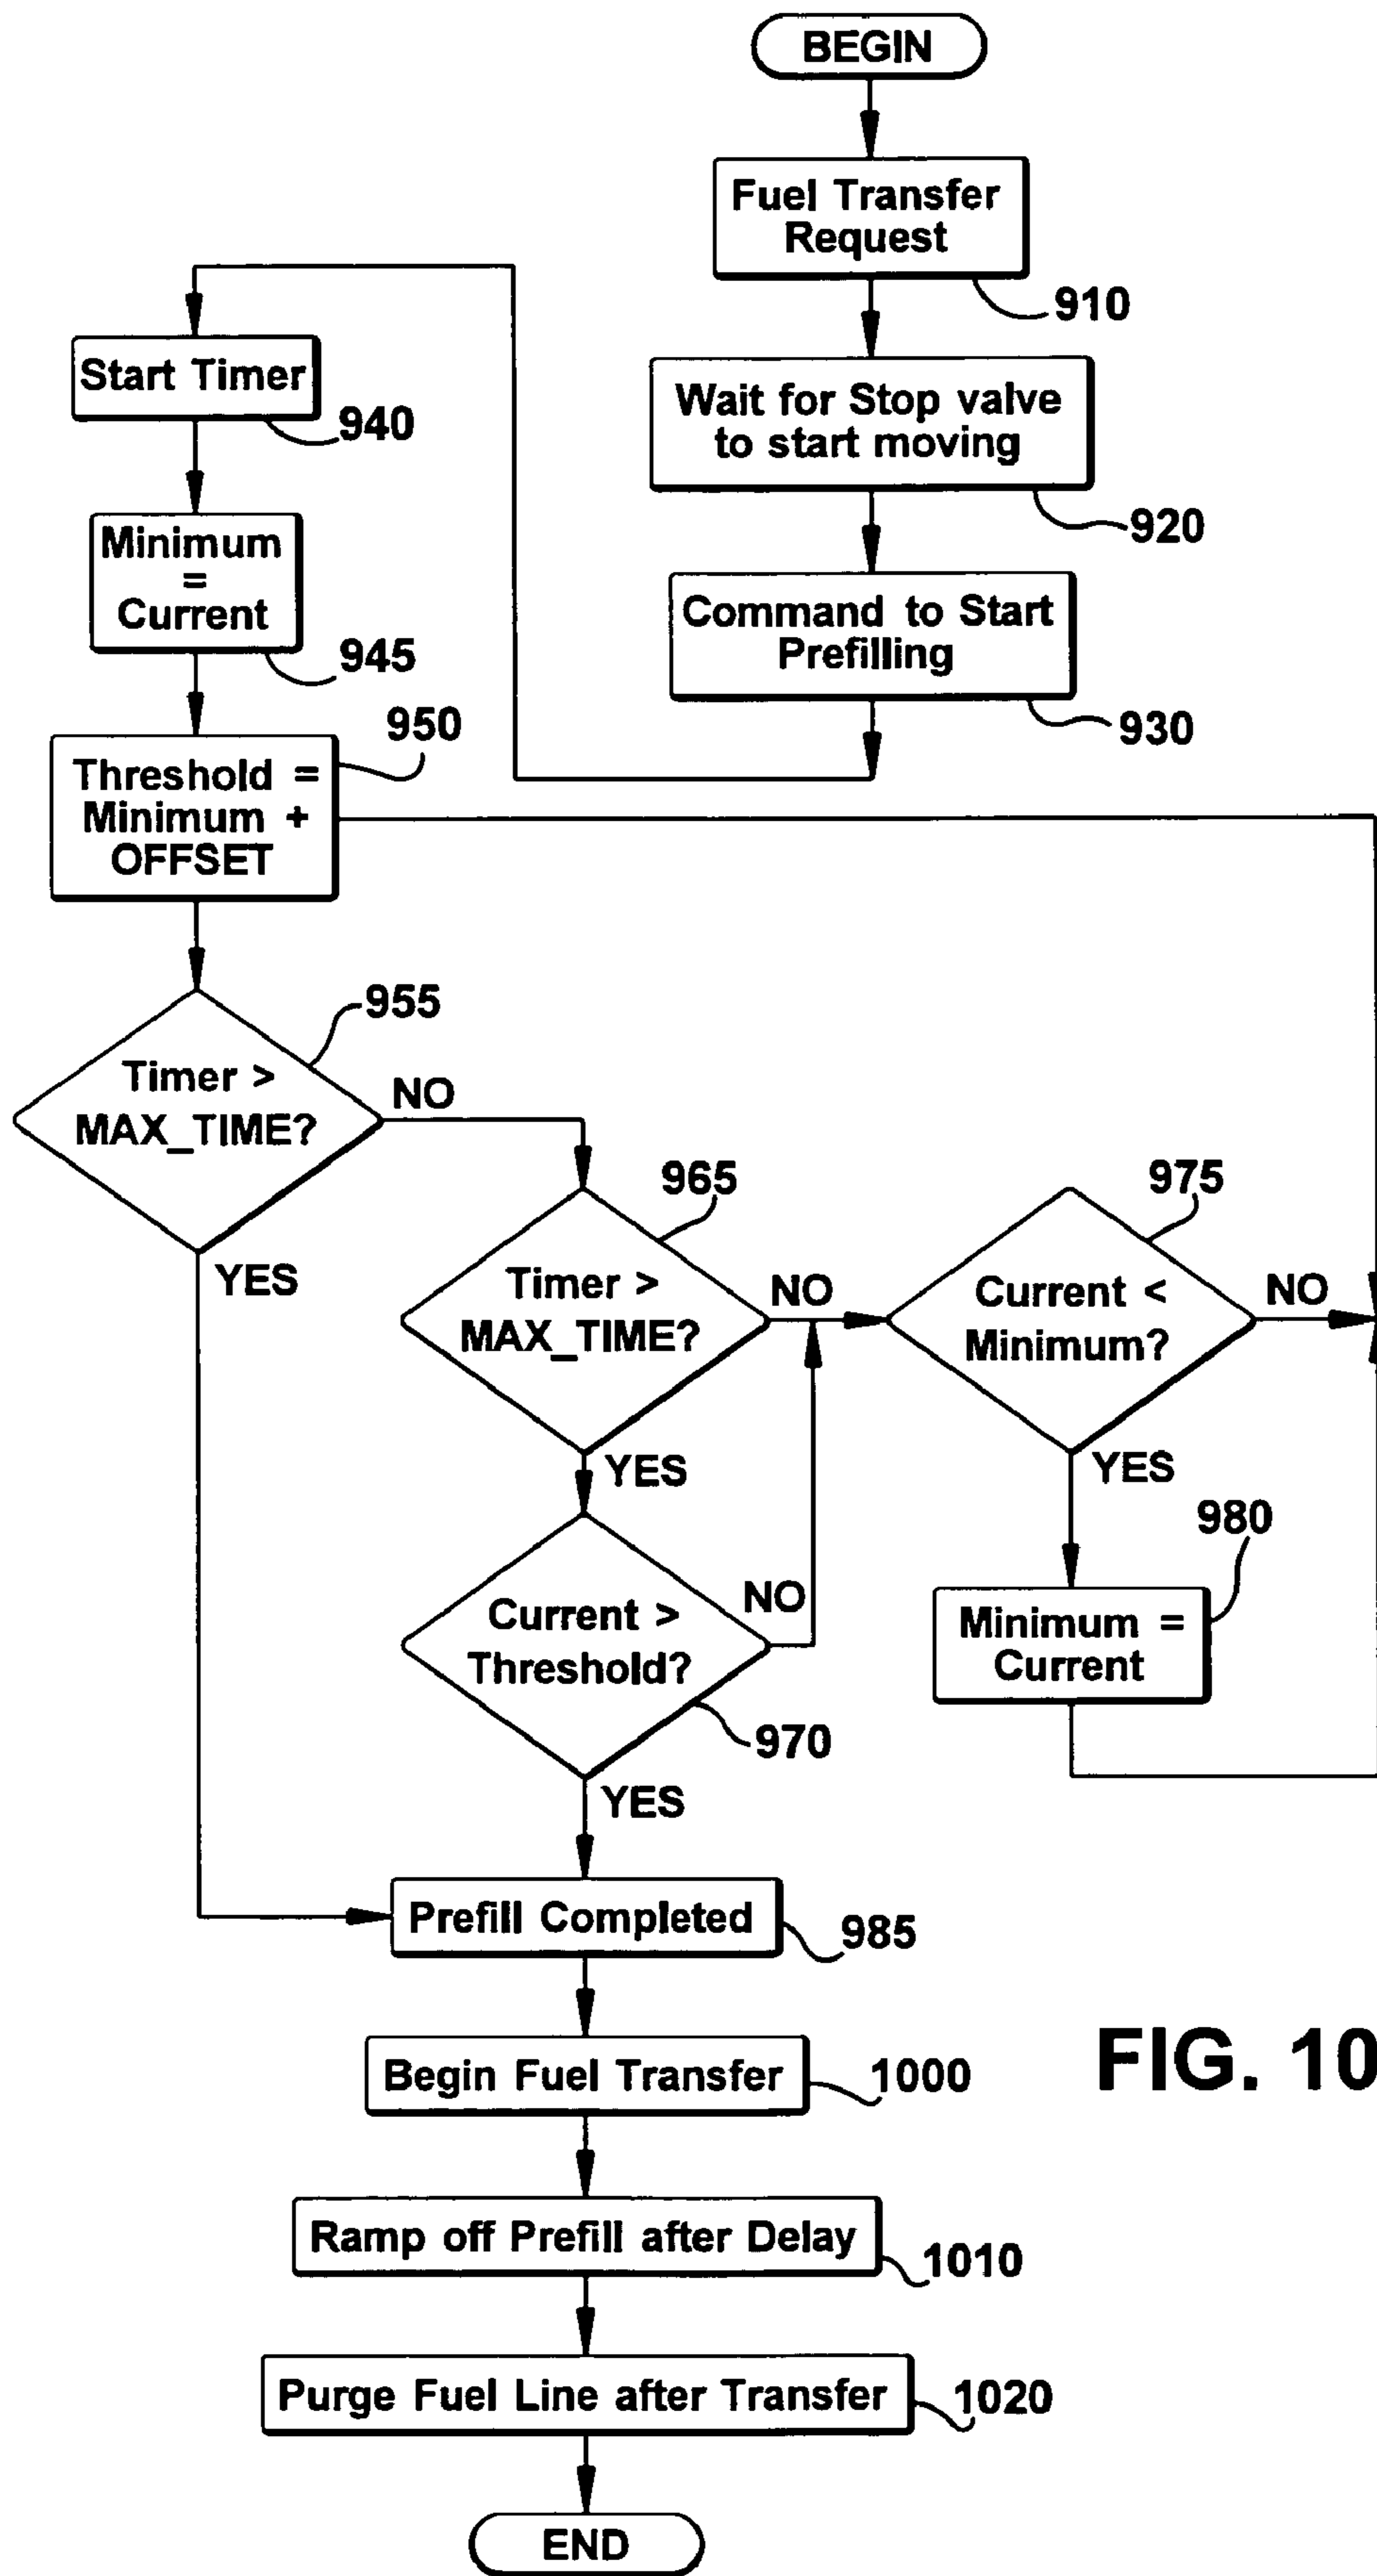 BEGIN
Fuel Transfer
Request
910
Wait for Stop valve
to start moving
920
Command to Start
Prefilling
930
Start Timer
940
Minimum
=
Current
945
Threshold =
Minimum +
OFFSET
950
Timer >
MAX_TIME?
955
NO
YES
Timer >
MAX_TIME?
965
NO
YES
Current >
Threshold?
970
NO
YES
Current <
Minimum?
975
NO
YES
Minimum =
Current
980
Prefill Completed
985
Begin Fuel Transfer
1000
Ramp off Prefill after Delay
1010
Purge Fuel Line after Transfer
1020
END
FIG. 10